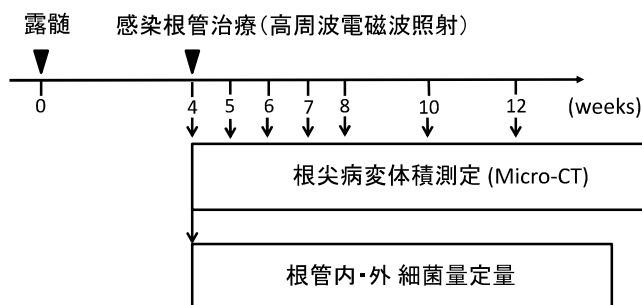 露髄 感染根管治療（高周波電磁波照射）
0 4 5 6 7 8 10 12 (weeks)
根尖病変体積測定 (Micro-CT)
根管内・外 細菌量定量